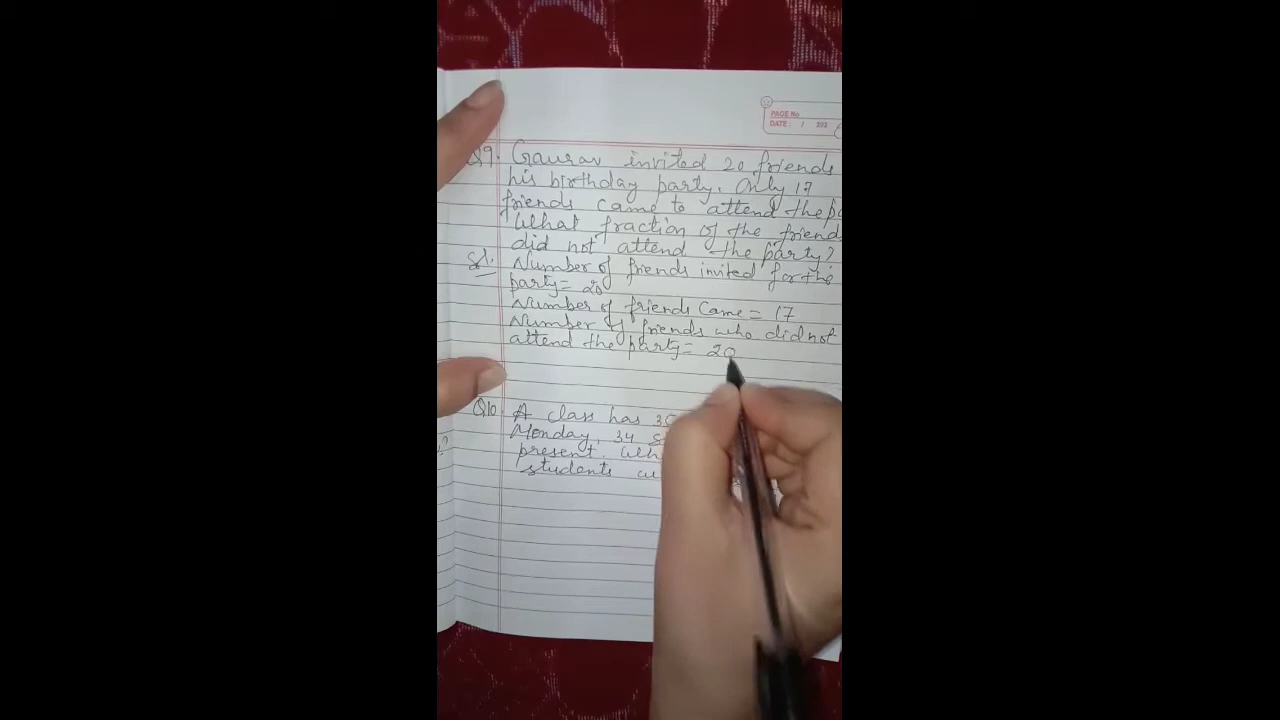 PAGE No
DATE: / 202
Q9. Gaurav invited 20 friends
his birthday party. Only 17
friends came to attend the
What fraction of the friend
did not attend the party?
Sol. Number of friends invited for the
party = 20
Number of friends came = 17
Number of friends who did not
attend the party = 20
Q10 A class has
Monday, 34
present.
students